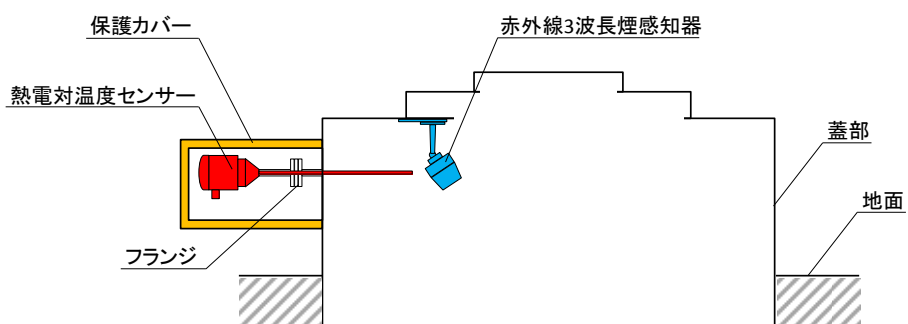 保護カバー
赤外線3波長煙感知器
熱電対温度センサー
蓋部
地面
フランジ